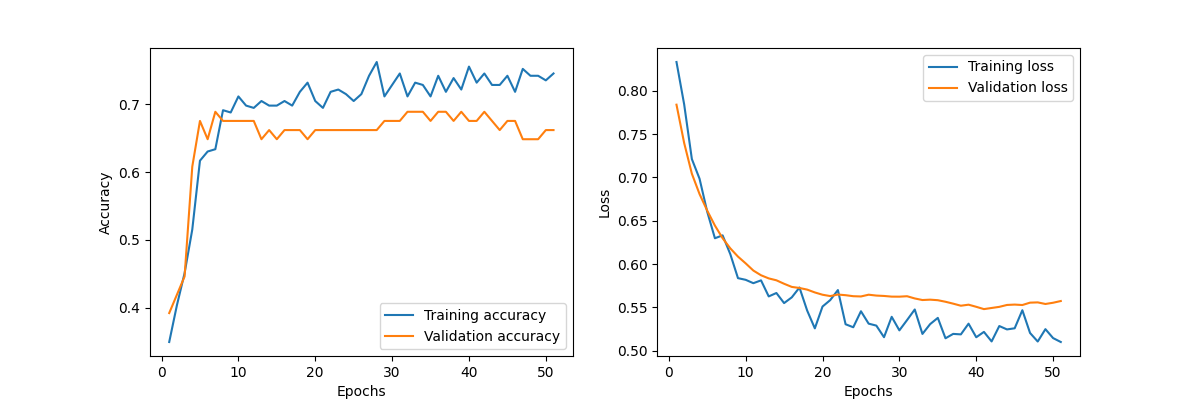 0.7
0.6
0.5
0.4
Accuracy
0 10 20 30 40 50
Epochs
Training accuracy
Validation accuracy
0.80
0.75
0.70
0.65
0.60
0.55
0.50
Loss
0 10 20 30 40 50
Epochs
Training loss
Validation loss